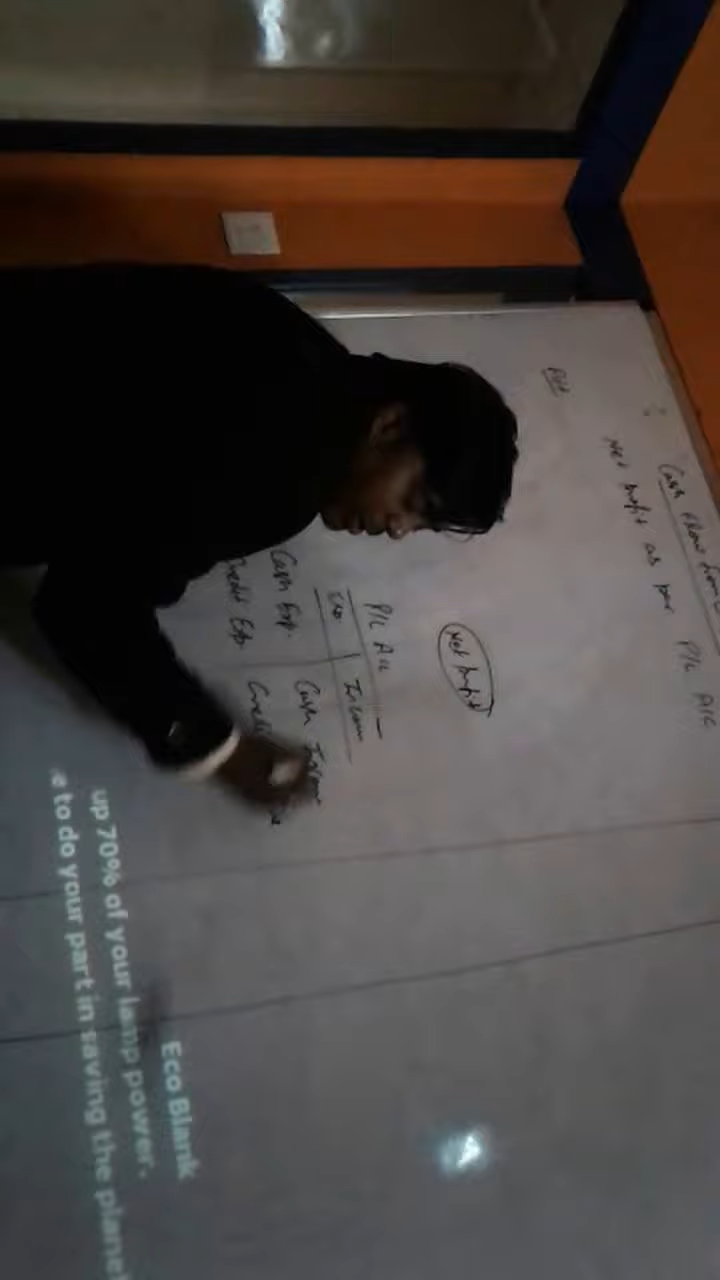 Cash Flow from
Net Profit as per P/L A/C
Add
Net Profit
P/L A/c
Exp Income
Cash Exp. Cash Income
Credit Exp.
Eco Blank
up 70% of your lamp power.
to do your part in saving the planet